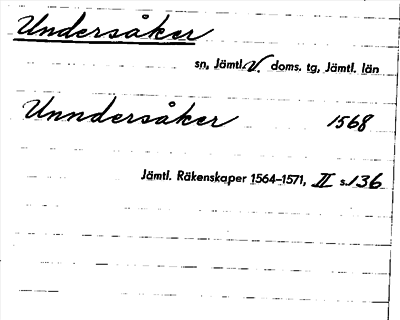 Undersåker
sn, Jämtl. V. doms. tg, Jämtl. län
Unndersåker 1568
Jämtl. Räkenskaper 1564–1571, II s. 136